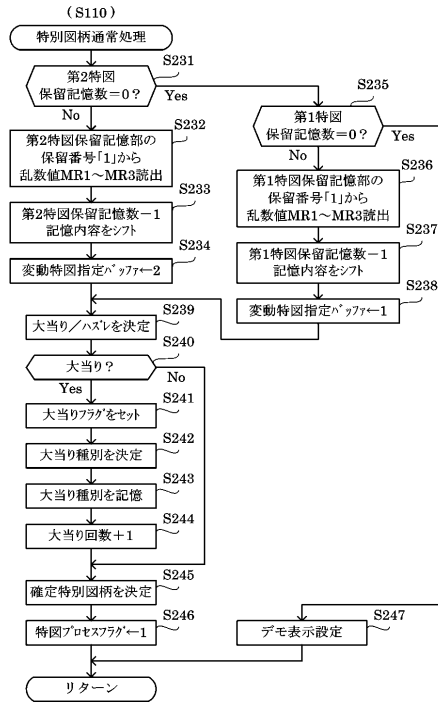 (S110)
特別図柄通常処理
S231
第2特図
保留記憶数=0?
Yes
No
S232
第2特図保留記憶部の
保留番号「1」から
乱数値MR1～MR3読出
S233
第2特図保留記憶数-1
記憶内容をシフト
S234
変動特図指定バッファ←2
S235
第1特図
保留記憶数=0?
Yes
No
S236
第1特図保留記憶部の
保留番号「1」から
乱数値MR1～MR3読出
S237
第1特図保留記憶数-1
記憶内容をシフト
S238
変動特図指定バッファ←1
S239
大当り/ハズレを決定
S240
大当り?
Yes
No
S241
大当りフラグをセット
S242
大当り種別を決定
S243
大当り種別を記憶
S244
大当り回数+1
S245
確定特別図柄を決定
S246
特図プロセスフラグ←1
S247
デモ表示設定
リターン